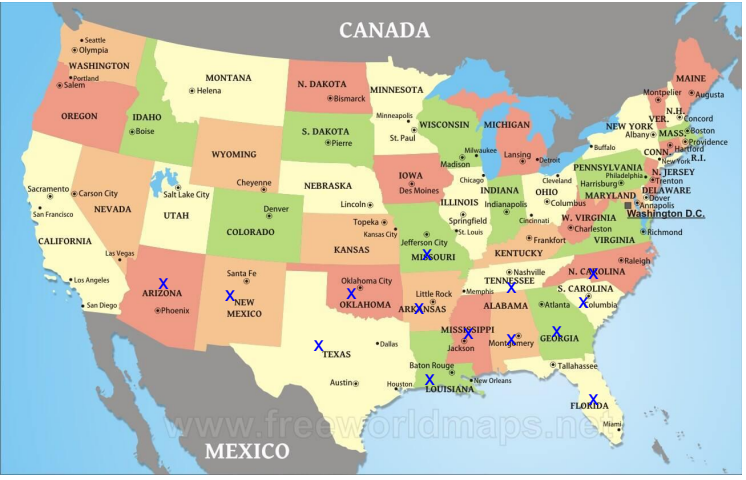 CANADA
Seattle
Olympia
WASHINGTON
Portland
Salem
OREGON
IDAHO
Boise
MONTANA
Helena
N. DAKOTA
Bismarck
MINNESOTA
Minneapolis
St. Paul
S. DAKOTA
Pierre
WISCONSIN
Milwaukee
Madison
MICHIGAN
Lansing
Detroit
MAINE
Augusta
Montpelier
VER.
N.H.
Concord
NEW YORK
Albany
MASS.
Boston
Providence
CONN.
Hartford
R.I.
New York
Buffalo
WYOMING
Cheyenne
NEBRASKA
Lincoln
IOWA
Des Moines
Chicago
ILLINOIS
Springfield
St. Louis
INDIANA
Indianapolis
OHIO
Cleveland
Columbus
Cincinnati
PENNSYLVANIA
Harrisburg
Philadelphia
N. JERSEY
Trenton
DELAWARE
Dover
MARYLAND
Annapolis
Washington D.C.
Sacramento
San Francisco
CALIFORNIA
Los Angeles
San Diego
Carson City
NEVADA
Las Vegas
Salt Lake City
UTAH
Denver
COLORADO
Topeka
Kansas City
KANSAS
Jefferson City
MISSOURI
X
W. VIRGINIA
Charleston
VIRGINIA
Richmond
KENTUCKY
Frankfort
X
ARIZONA
Phoenix
Santa Fe
X NEW
MEXICO
Oklahoma City
X
OKLAHOMA
Little Rock
ARKANSAS
X
Memphis
Nashville
TENNESSEE
X
Raleigh
N. CAROLINA
X
S. CAROLINA
X
Columbia
X
TEXAS
Dallas
Austin
Houston
MISSISSIPPI
X
Jackson
ALABAMA
Montgomery
X
Atlanta
X
GEORGIA
Baton Rouge
X
New Orleans
LOUISIANA
Tallahassee
X
FLORIDA
Miami
www.freeworldmaps.net
MEXICO